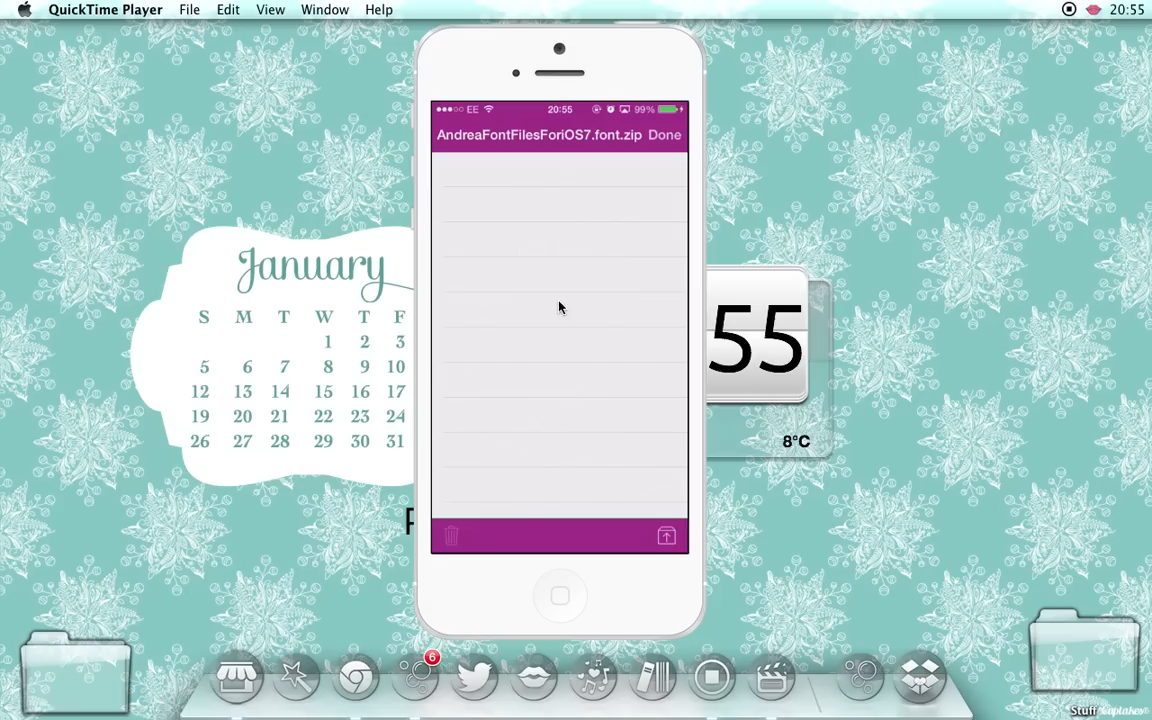 QuickTime Player File Edit View Window Help 20:55
EE 20:55 99%
AndreaFontFilesForiOS7.font.zip Done
January
S M T W T F
1 2 3
5 6 7 8 9 10
12 13 14 15 16 17
19 20 21 22 23 24
26 27 28 29 30 31
55
8°C
6